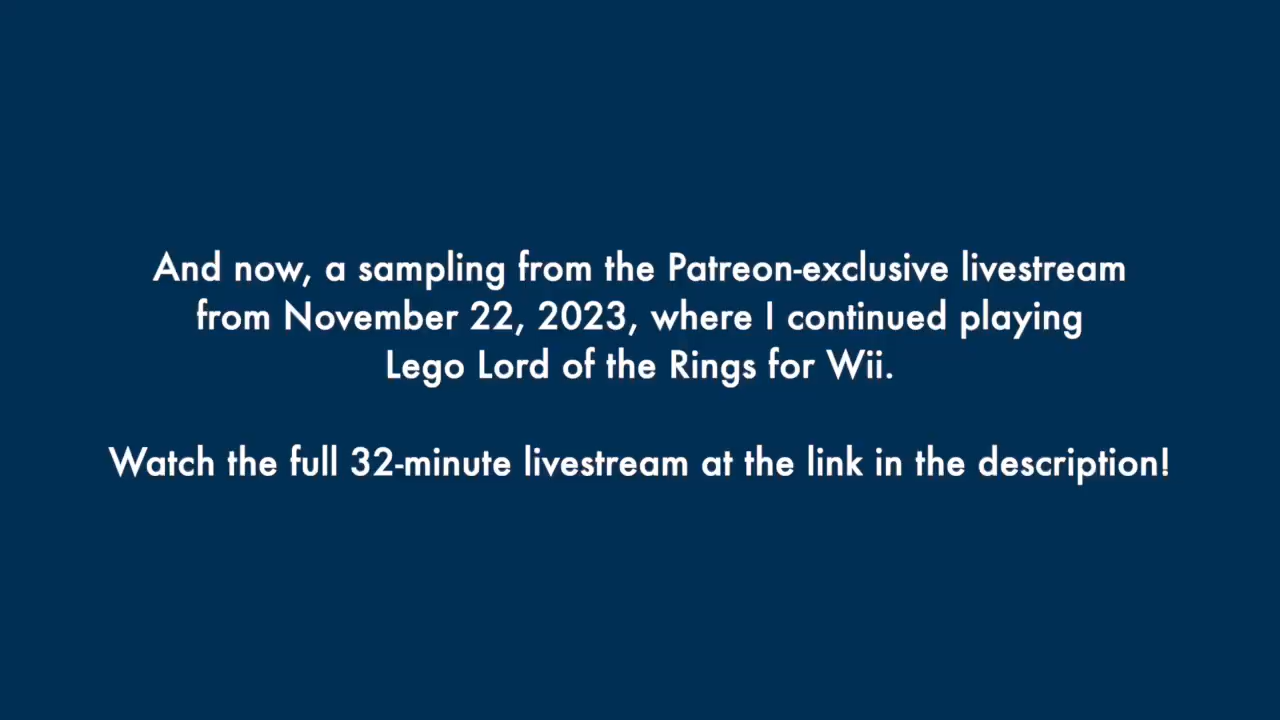 And now, a sampling from the Patreon-exclusive livestream
from November 22, 2023, where I continued playing
Lego Lord of the Rings for Wii.
Watch the full 32-minute livestream at the link in the description!